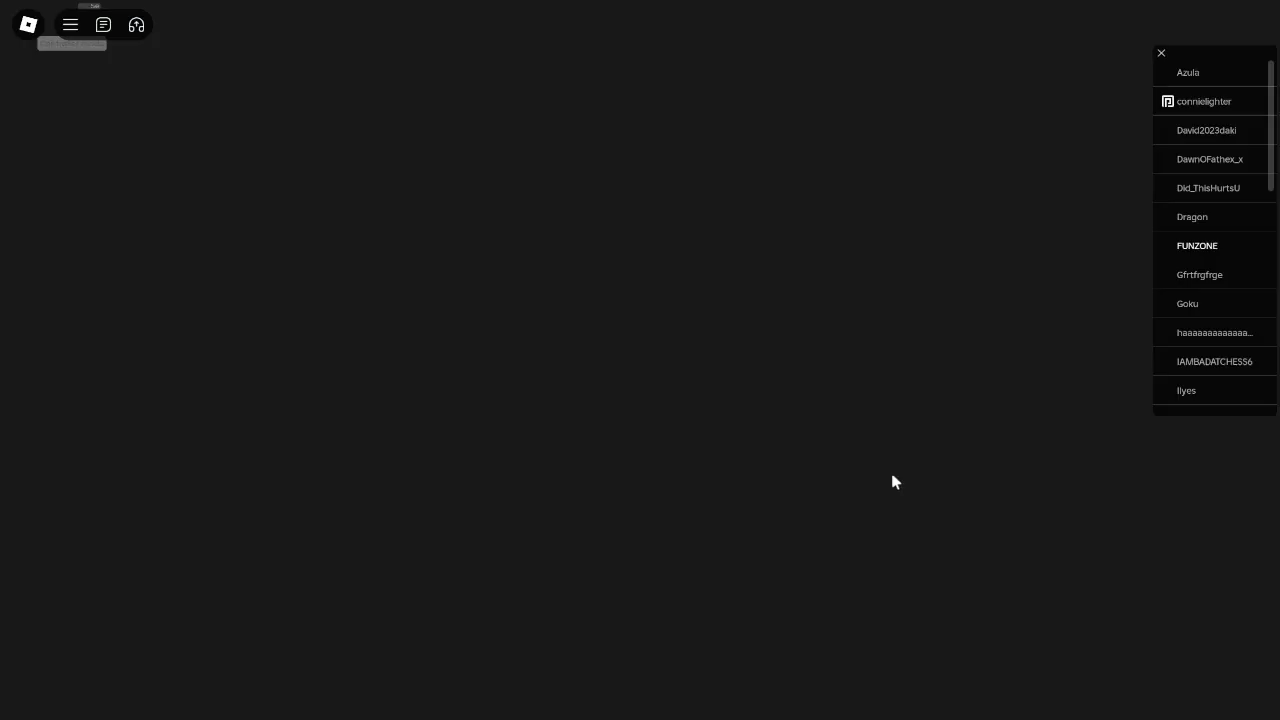 Azula
connielighter
David2023daki
DawnOFathex_x
Did_ThisHurtsU
Dragon
FUNZONE
Gfrtfrgfrge
Goku
haaaaaaaaaaaaa...
IAMBADATCHESS6
Ilyes